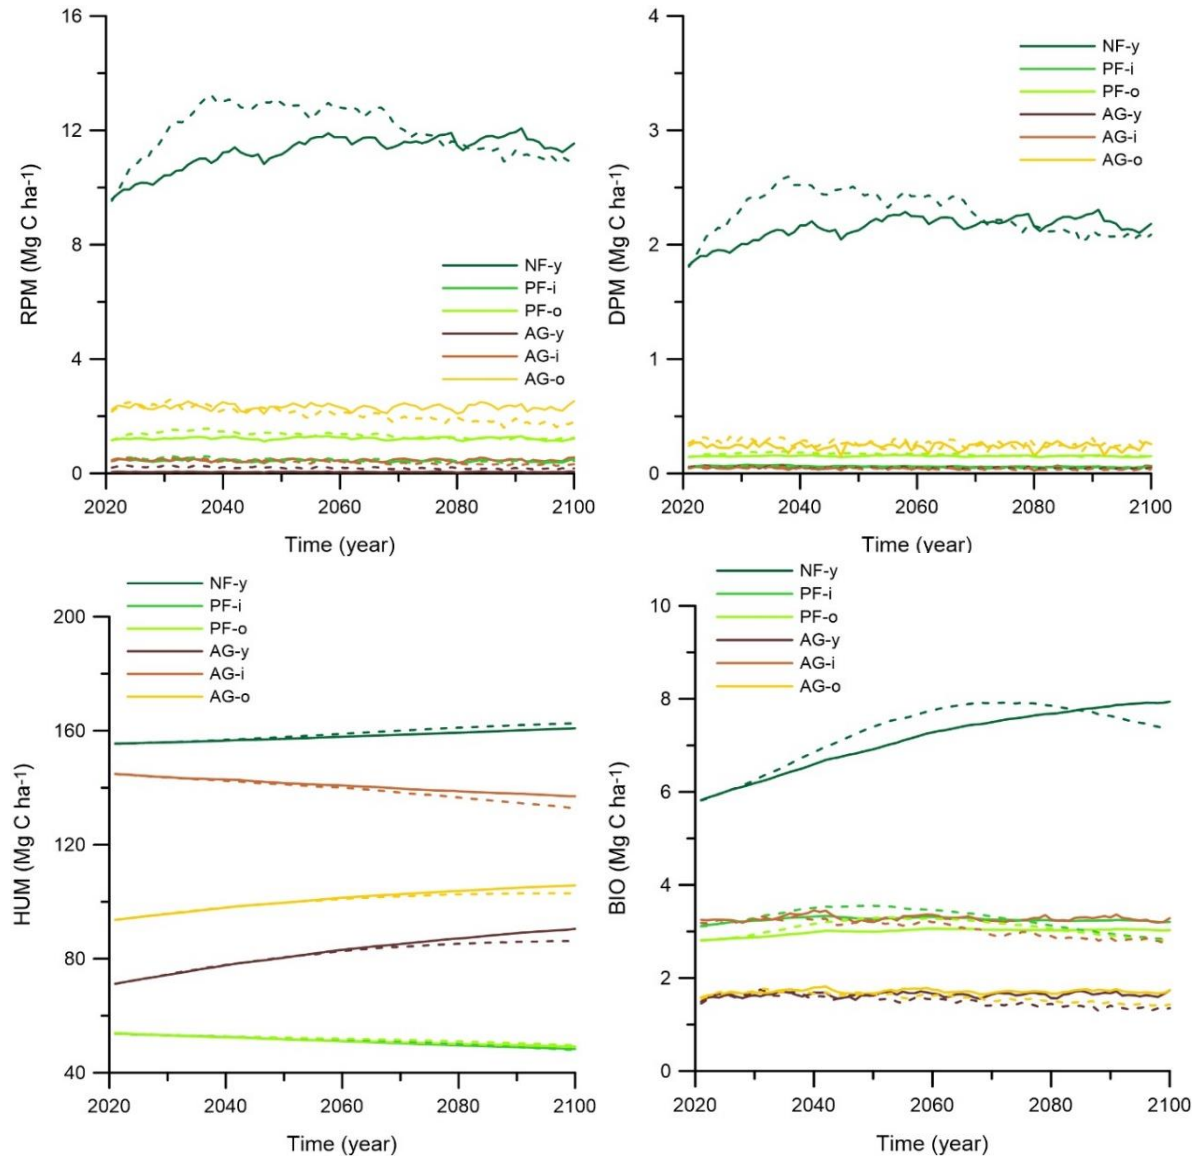 RPM (Mg C ha-1)
16
12
8
4
0
NF-y
PF-i
PF-o
AG-y
AG-i
AG-o
2020 2040 2060 2080 2100
Time (year)
DPM (Mg C ha-1)
4
3
2
1
0
NF-y
PF-i
PF-o
AG-y
AG-i
AG-o
2020 2040 2060 2080 2100
Time (year)
NF-y
PF-i
PF-o
AG-y
AG-i
AG-o
HUM (Mg C ha-1)
200
160
120
80
40
2020 2040 2060 2080 2100
Time (year)
NF-y
PF-i
PF-o
AG-y
AG-i
AG-o
BIO (Mg C ha-1)
10
8
6
4
2
0
2020 2040 2060 2080 2100
Time (year)